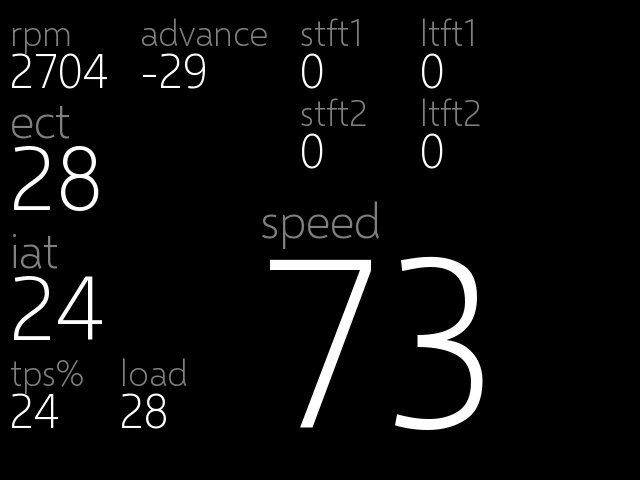 rpm advance stft1 ltft1
2704 -29 0 0
ect stft2 ltft2
28 0 0
speed
iat 73
24
tps% load
24 28